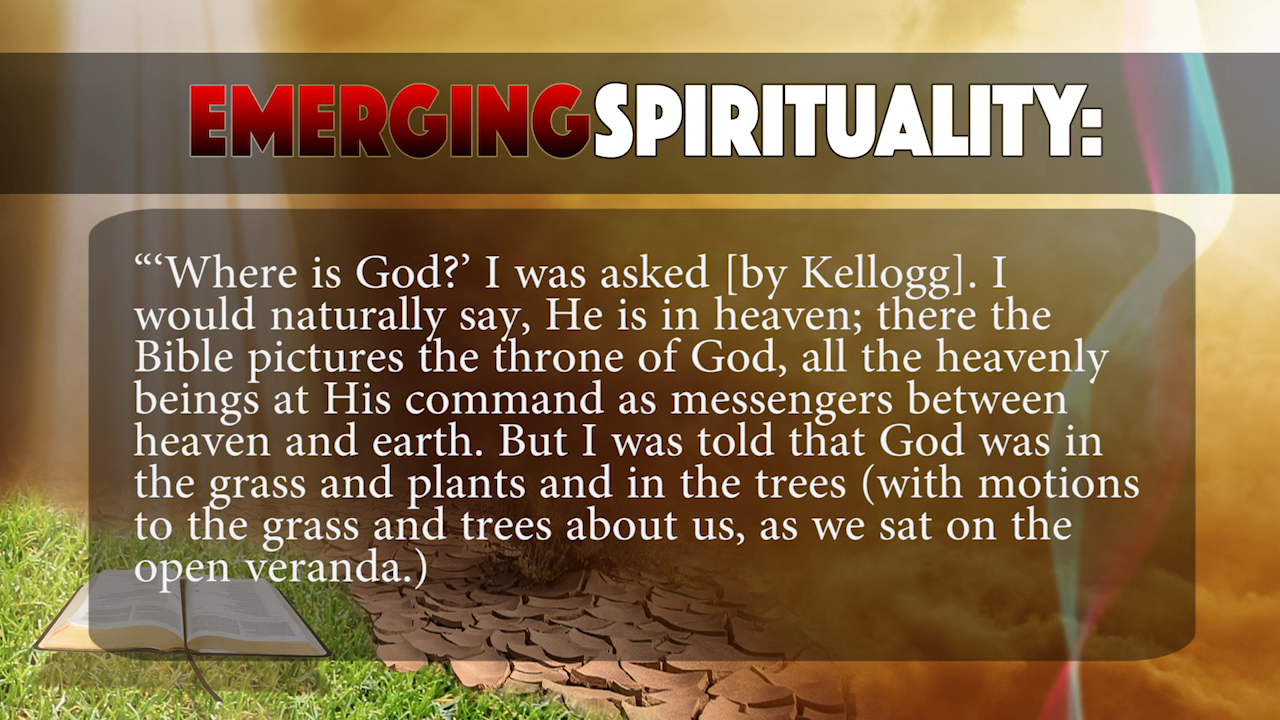 EMERGINGSPIRITUALITY:
“‘Where is God?’ I was asked [by Kellogg]. I
would naturally say, He is in heaven; there the
Bible pictures the throne of God, all the heavenly
beings at His command as messengers between
heaven and earth. But I was told that God was in
the grass and plants and in the trees (with motions
to the grass and trees about us, as we sat on the
open veranda.)